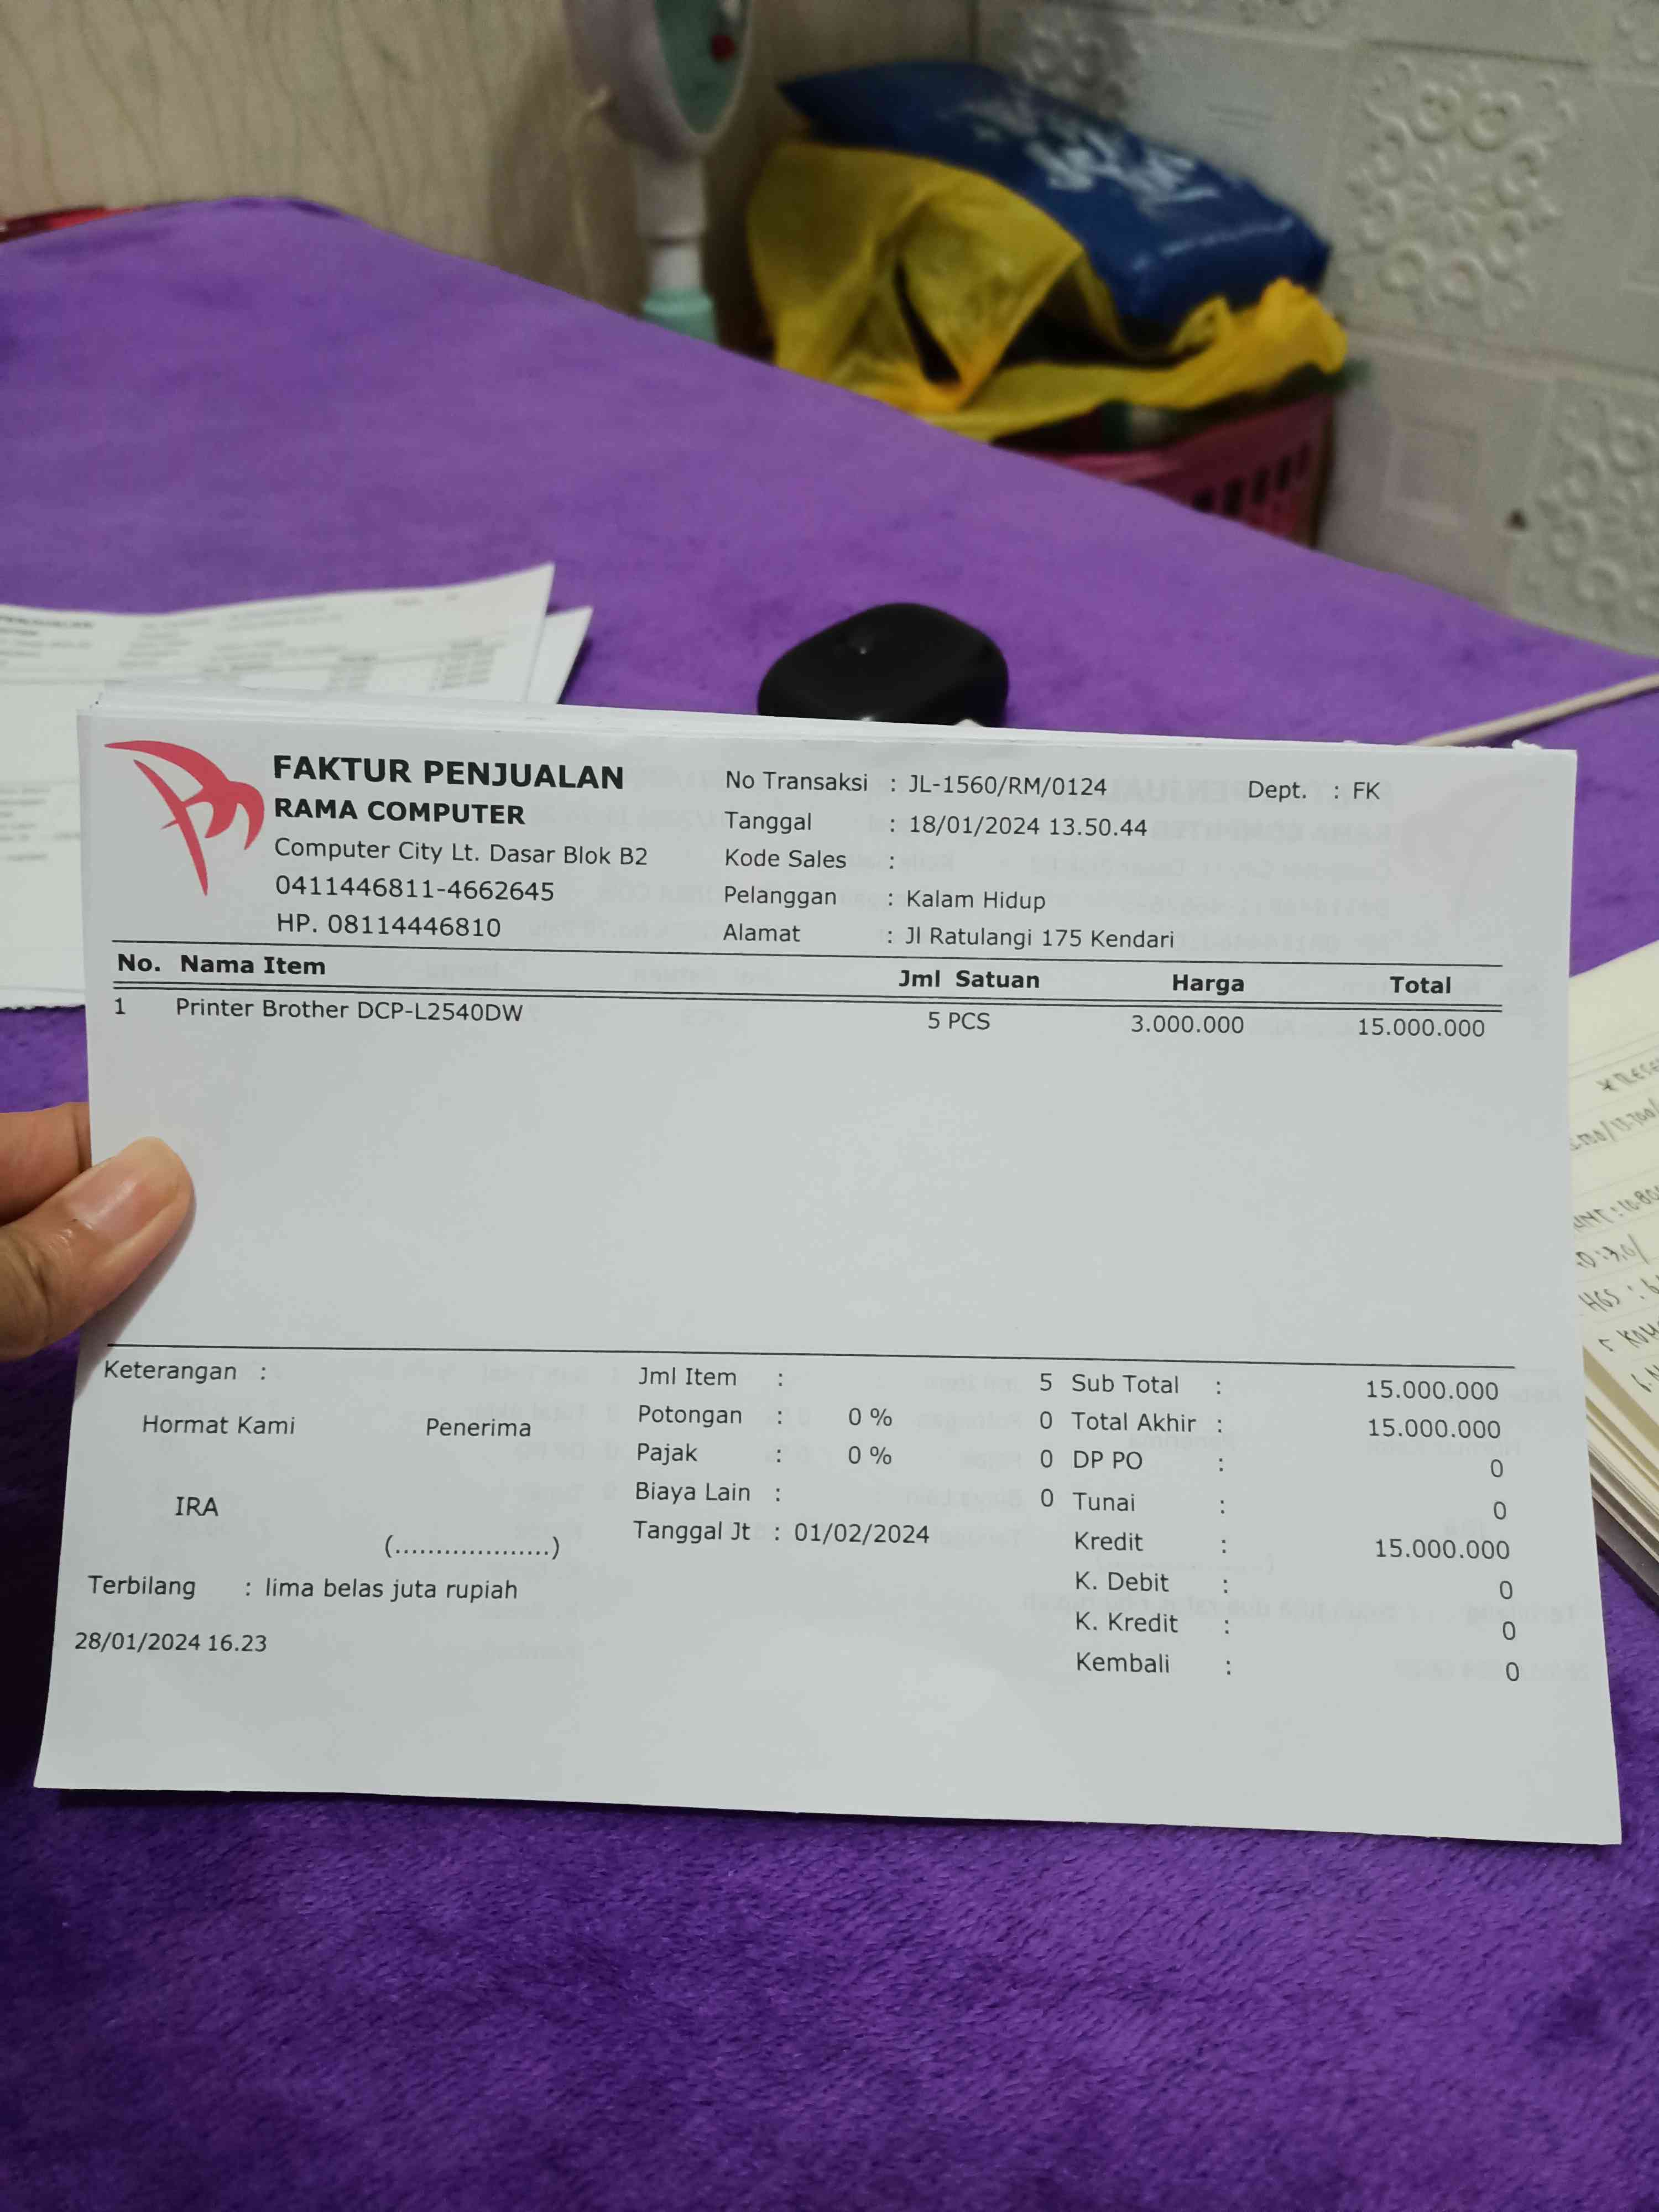 FAKTUR PENJUALAN
RAMA COMPUTER
Computer City Lt. Dasar Blok B2
0411446811-4662645
HP. 08114446810
No Transaksi : JL-1560/RM/0124 Dept. : FK
Tanggal : 18/01/2024 13.50.44
Kode Sales :
Pelanggan : Kalam Hidup
Alamat : Jl Ratulangi 175 Kendari
No. Nama Item Jml Satuan Harga Total
1 Printer Brother DCP-L2540DW 5 PCS 3.000.000 15.000.000
Keterangan :
Hormat Kami Penerima
IRA
(...................)
Terbilang : lima belas juta rupiah
28/01/2024 16.23
Jml Item : 5
Potongan : 0 % 0
Pajak : 0 % 0
Biaya Lain : 0
Tanggal Jt : 01/02/2024
Sub Total : 15.000.000
Total Akhir : 15.000.000
DP PO : 0
Tunai : 0
Kredit : 15.000.000
K. Debit : 0
K. Kredit : 0
Kembali : 0